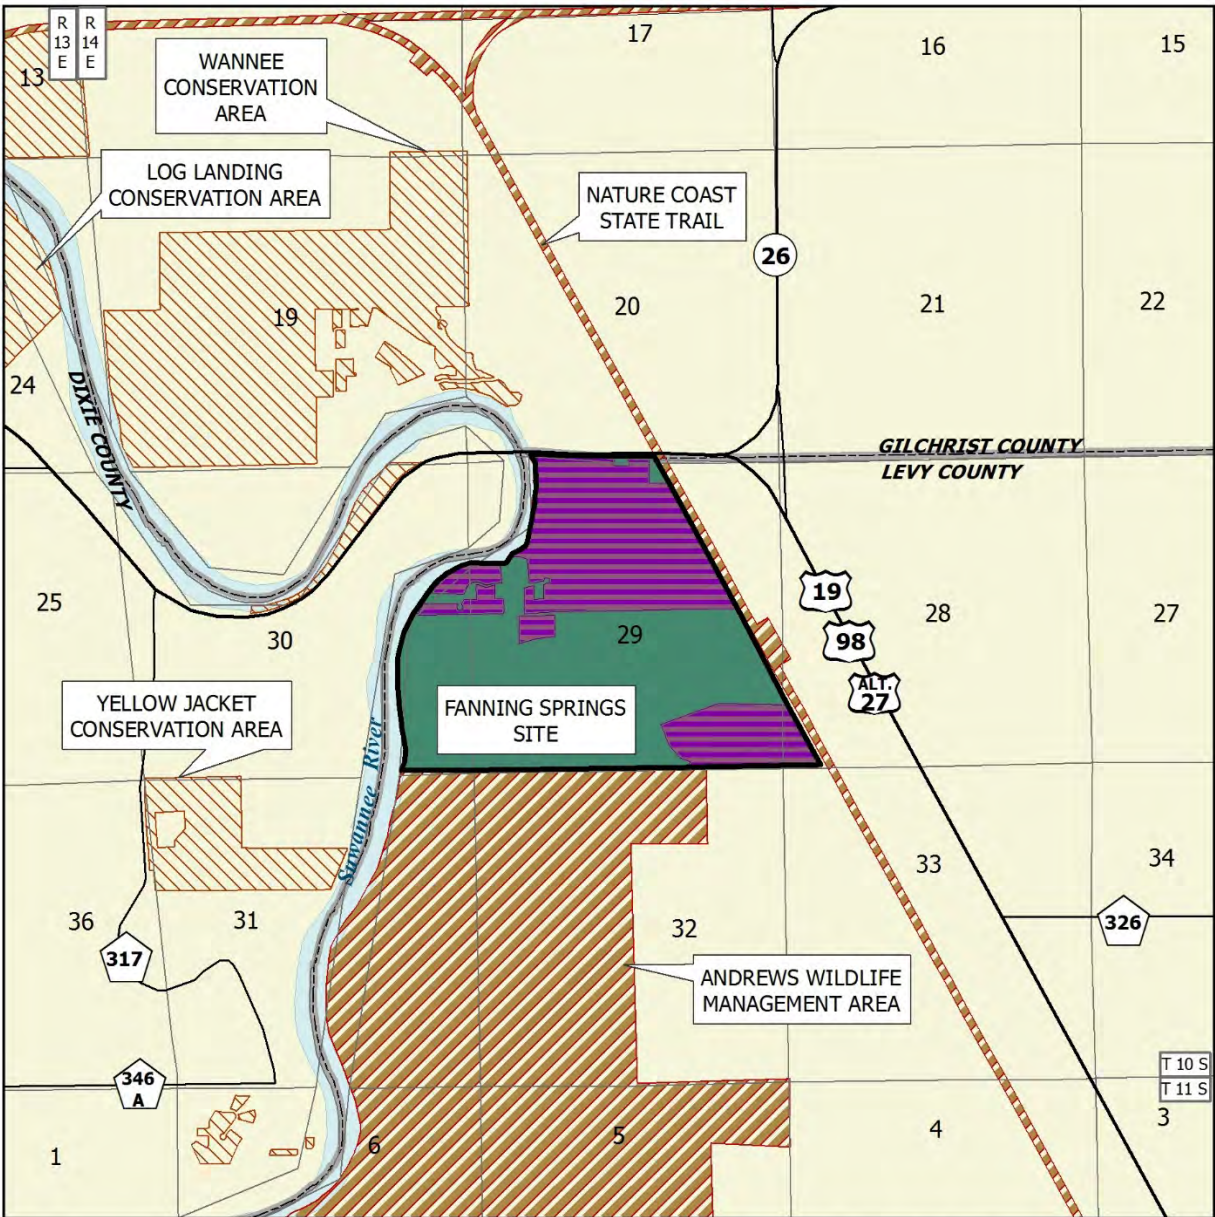 R
13
E
R
14
E
17
16
15
13
WANNEE
CONSERVATION
AREA
LOG LANDING
CONSERVATION AREA
NATURE COAST
STATE TRAIL
26
19
20
21
22
24
DIXIE COUNTY
GILCHRIST COUNTY
LEVY COUNTY
25
30
29
19
98
ALT.
27
28
27
YELLOW JACKET
CONSERVATION AREA
FANNING SPRINGS
SITE
Suwannee River
36
31
32
33
34
317
326
ANDREWS WILDLIFE
MANAGEMENT AREA
346
A
T 10 S
T 11 S
1
6
5
4
3